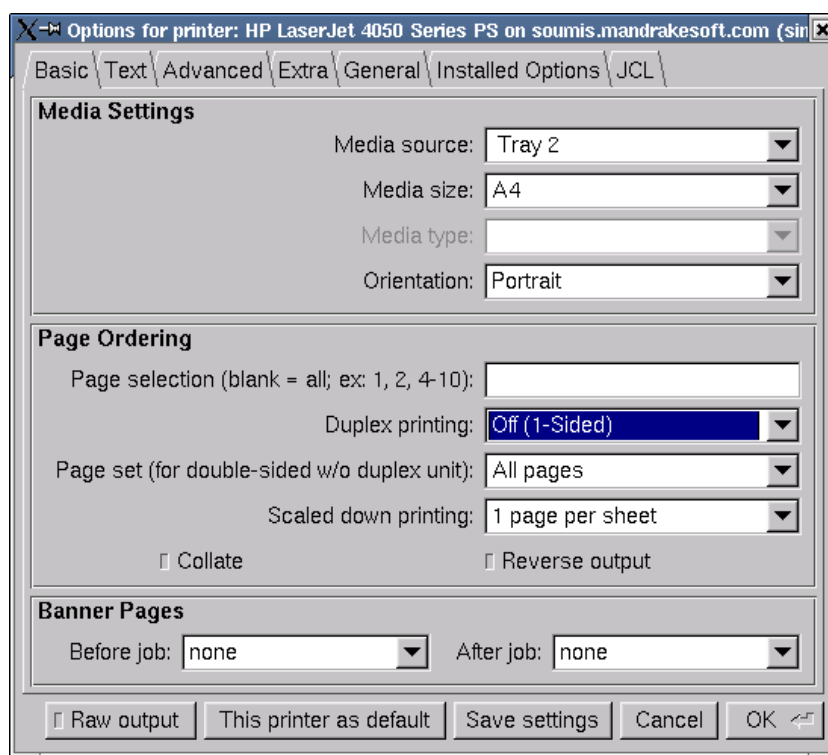 Options for printer: HP LaserJet 4050 Series PS on soumis.mandrakesoft.com (sin
Basic Text Advanced Extra General Installed Options JCL
Media Settings
Media source: Tray 2
Media size: A4
Media type:
Orientation: Portrait
Page Ordering
Page selection (blank = all; ex: 1, 2, 4-10):
Duplex printing: Off (1-Sided)
Page set (for double-sided w/o duplex unit): All pages
Scaled down printing: 1 page per sheet
Collate Reverse output
Banner Pages
Before job: none After job: none
Raw output This printer as default Save settings Cancel OK